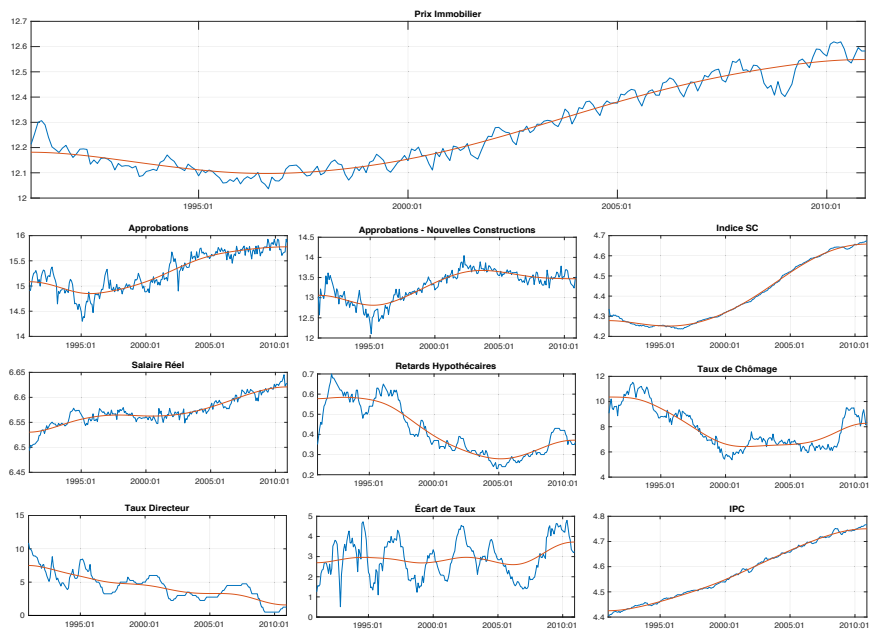 Prix Immobilier
12.7
12.6
12.5
12.4
12.3
12.2
12.1
12
1995:01 2000:01 2005:01 2010:01
Approbations
16
15.5
15
14.5
14
1995:01 2000:01 2005:01 2010:01
Approbations - Nouvelles Constructions
14.5
14
13.5
13
12.5
12
1995:01 2000:01 2005:01 2010:01
Indice SC
4.7
4.6
4.5
4.4
4.3
4.2
1995:01 2000:01 2005:01 2010:01
Salaire Réel
6.65
6.6
6.55
6.5
6.45
1995:01 2000:01 2005:01 2010:01
Retards Hypothécaires
0.7
0.6
0.5
0.4
0.3
0.2
1995:01 2000:01 2005:01 2010:01
Taux de Chômage
12
10
8
6
4
1995:01 2000:01 2005:01 2010:01
Taux Directeur
15
10
5
0
1995:01 2000:01 2005:01 2010:01
Écart de Taux
5
4
3
2
1
0
1995:01 2000:01 2005:01 2010:01
IPC
4.8
4.7
4.6
4.5
4.4
1995:01 2000:01 2005:01 2010:01